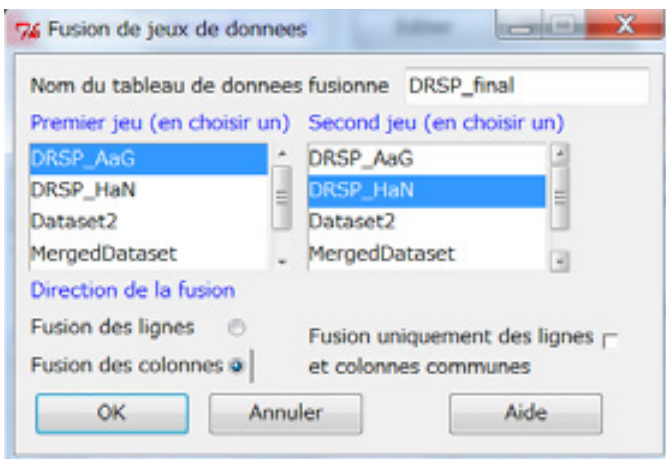 Fusion de jeux de donnees
Nom du tableau de donnees fusionne DRSP_final
Premier jeu (en choisir un) Second jeu (en choisir un)
DRSP_AaG DRSP_AaG
DRSP_HaN DRSP_HaN
Dataset2 Dataset2
MergedDataset MergedDataset
Direction de la fusion
Fusion des lignes
Fusion des colonnes
Fusion uniquement des lignes
et colonnes communes
OK Annuler Aide